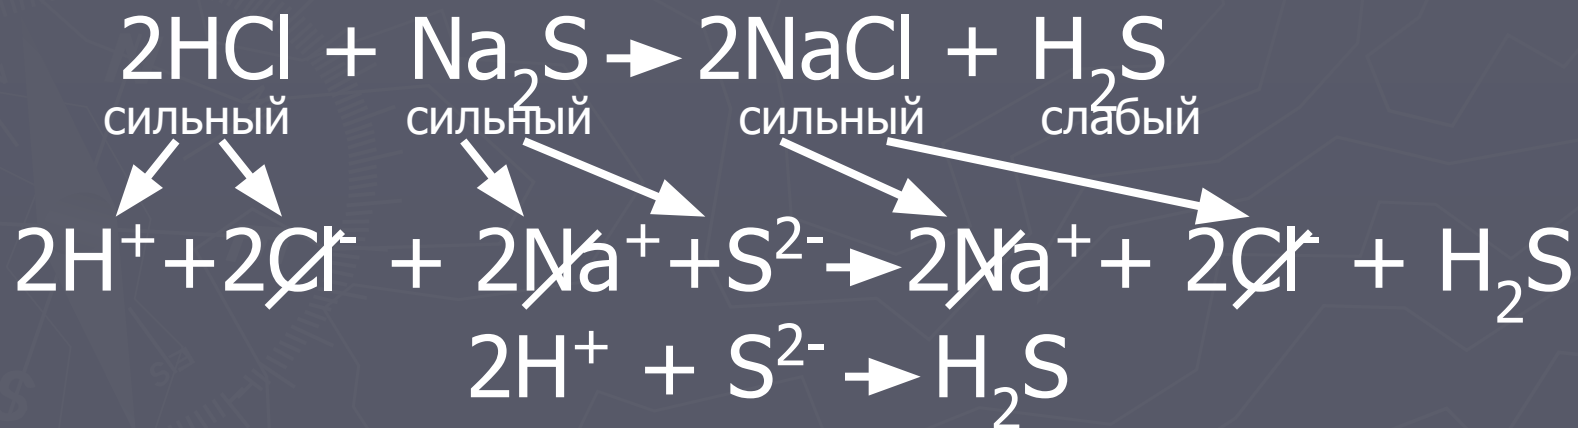 2HCl + Na₂S → 2NaCl + H₂S
сильный сильный сильный слабый
2H⁺+2Cl⁻ + 2Na⁺+S²⁻→2Na⁺+ 2Cl⁻ + H₂S
2H⁺ + S²⁻ → H₂S